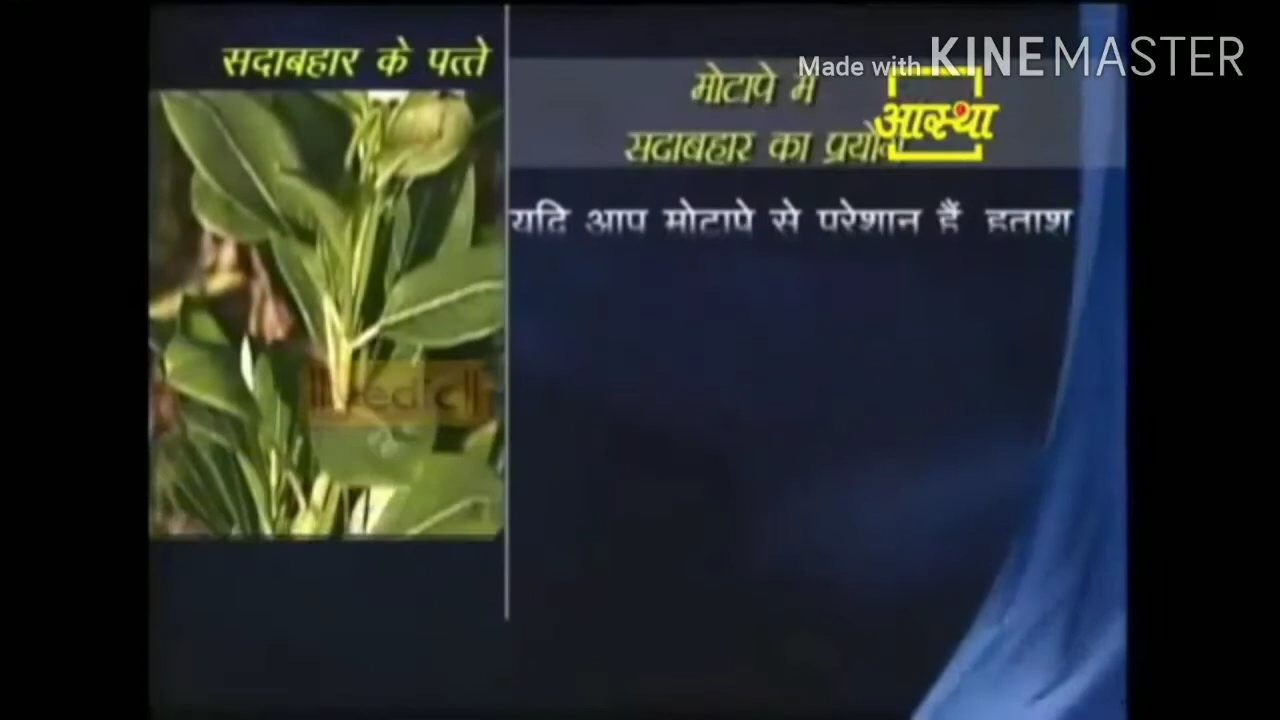 सदाबहार के पत्ते
Made with KINEMASTER
मोटापे में
आस्था
सदाबहार का प्रयोग
यदि आप मोटापे से परेशान हैं हताश